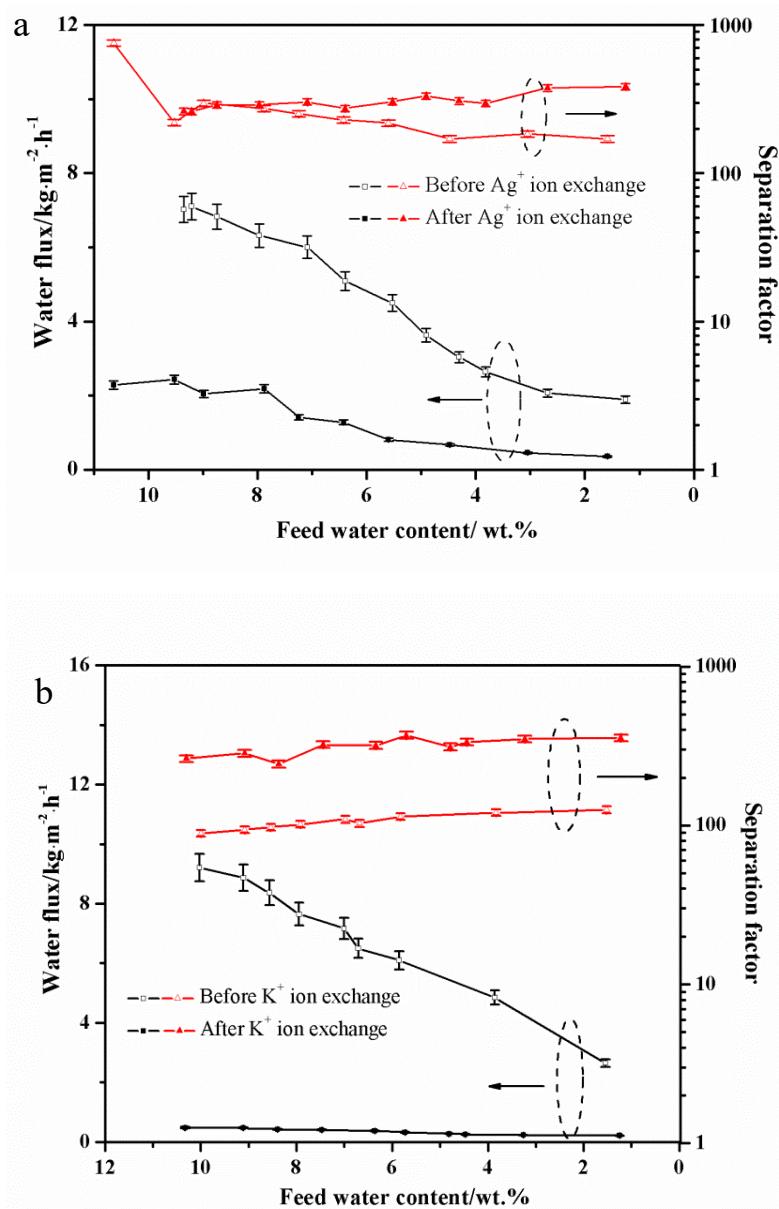 a
12
8
4
0
Water flux/kg·m⁻²·h⁻¹
1000
100
10
1
Separation factor
Before Ag⁺ ion exchange
After Ag⁺ ion exchange
10
8
6
4
2
0
Feed water content/ wt.%
b
16
12
8
4
0
Water flux/kg·m⁻²·h⁻¹
1000
100
10
1
Separation factor
Before K⁺ ion exchange
After K⁺ ion exchange
12
10
8
6
4
2
0
Feed water content/wt.%